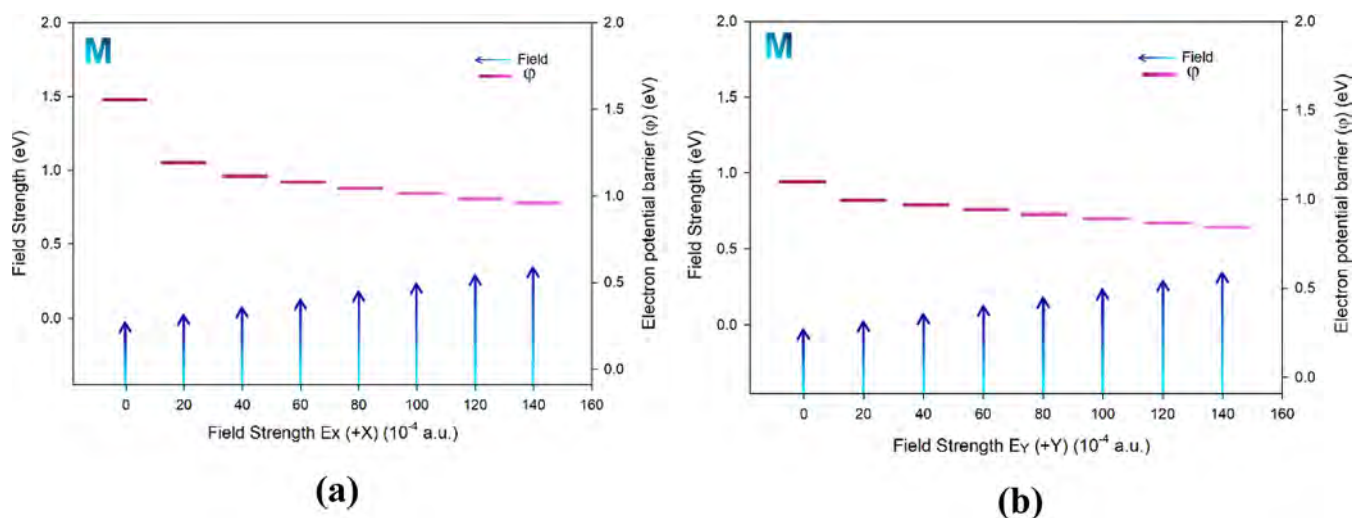 M
Field
φ
2.0
1.5
1.0
0.5
0.0
Field Strength (eV)
2.0
1.5
1.0
0.5
0.0
Electron potential barrier (φ) (eV)
0 20 40 60 80 100 120 140 160
Field Strength Ex (+X) (10⁻⁴ a.u.)
(a)
M
Field
φ
2.0
1.5
1.0
0.5
0.0
Field Strength (eV)
2.0
1.5
1.0
0.5
0.0
Electron potential barrier (φ) (eV)
0 20 40 60 80 100 120 140 160
Field Strength EY (+Y) (10⁻⁴ a.u.)
(b)